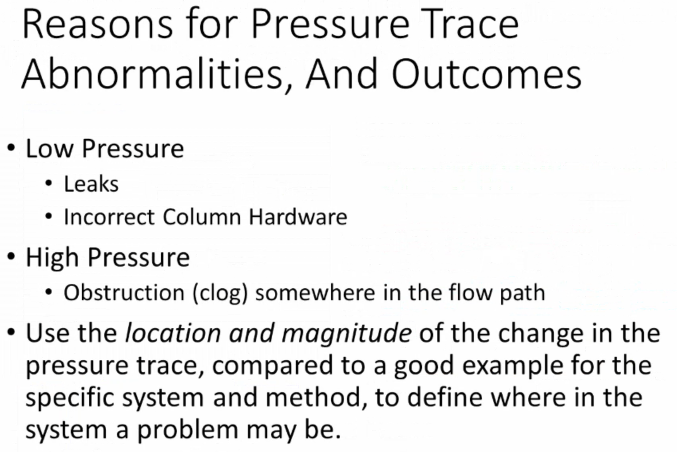 Reasons for Pressure Trace
Abnormalities, And Outcomes
• Low Pressure
• Leaks
• Incorrect Column Hardware
• High Pressure
• Obstruction (clog) somewhere in the flow path
• Use the location and magnitude of the change in the
pressure trace, compared to a good example for the
specific system and method, to define where in the
system a problem may be.